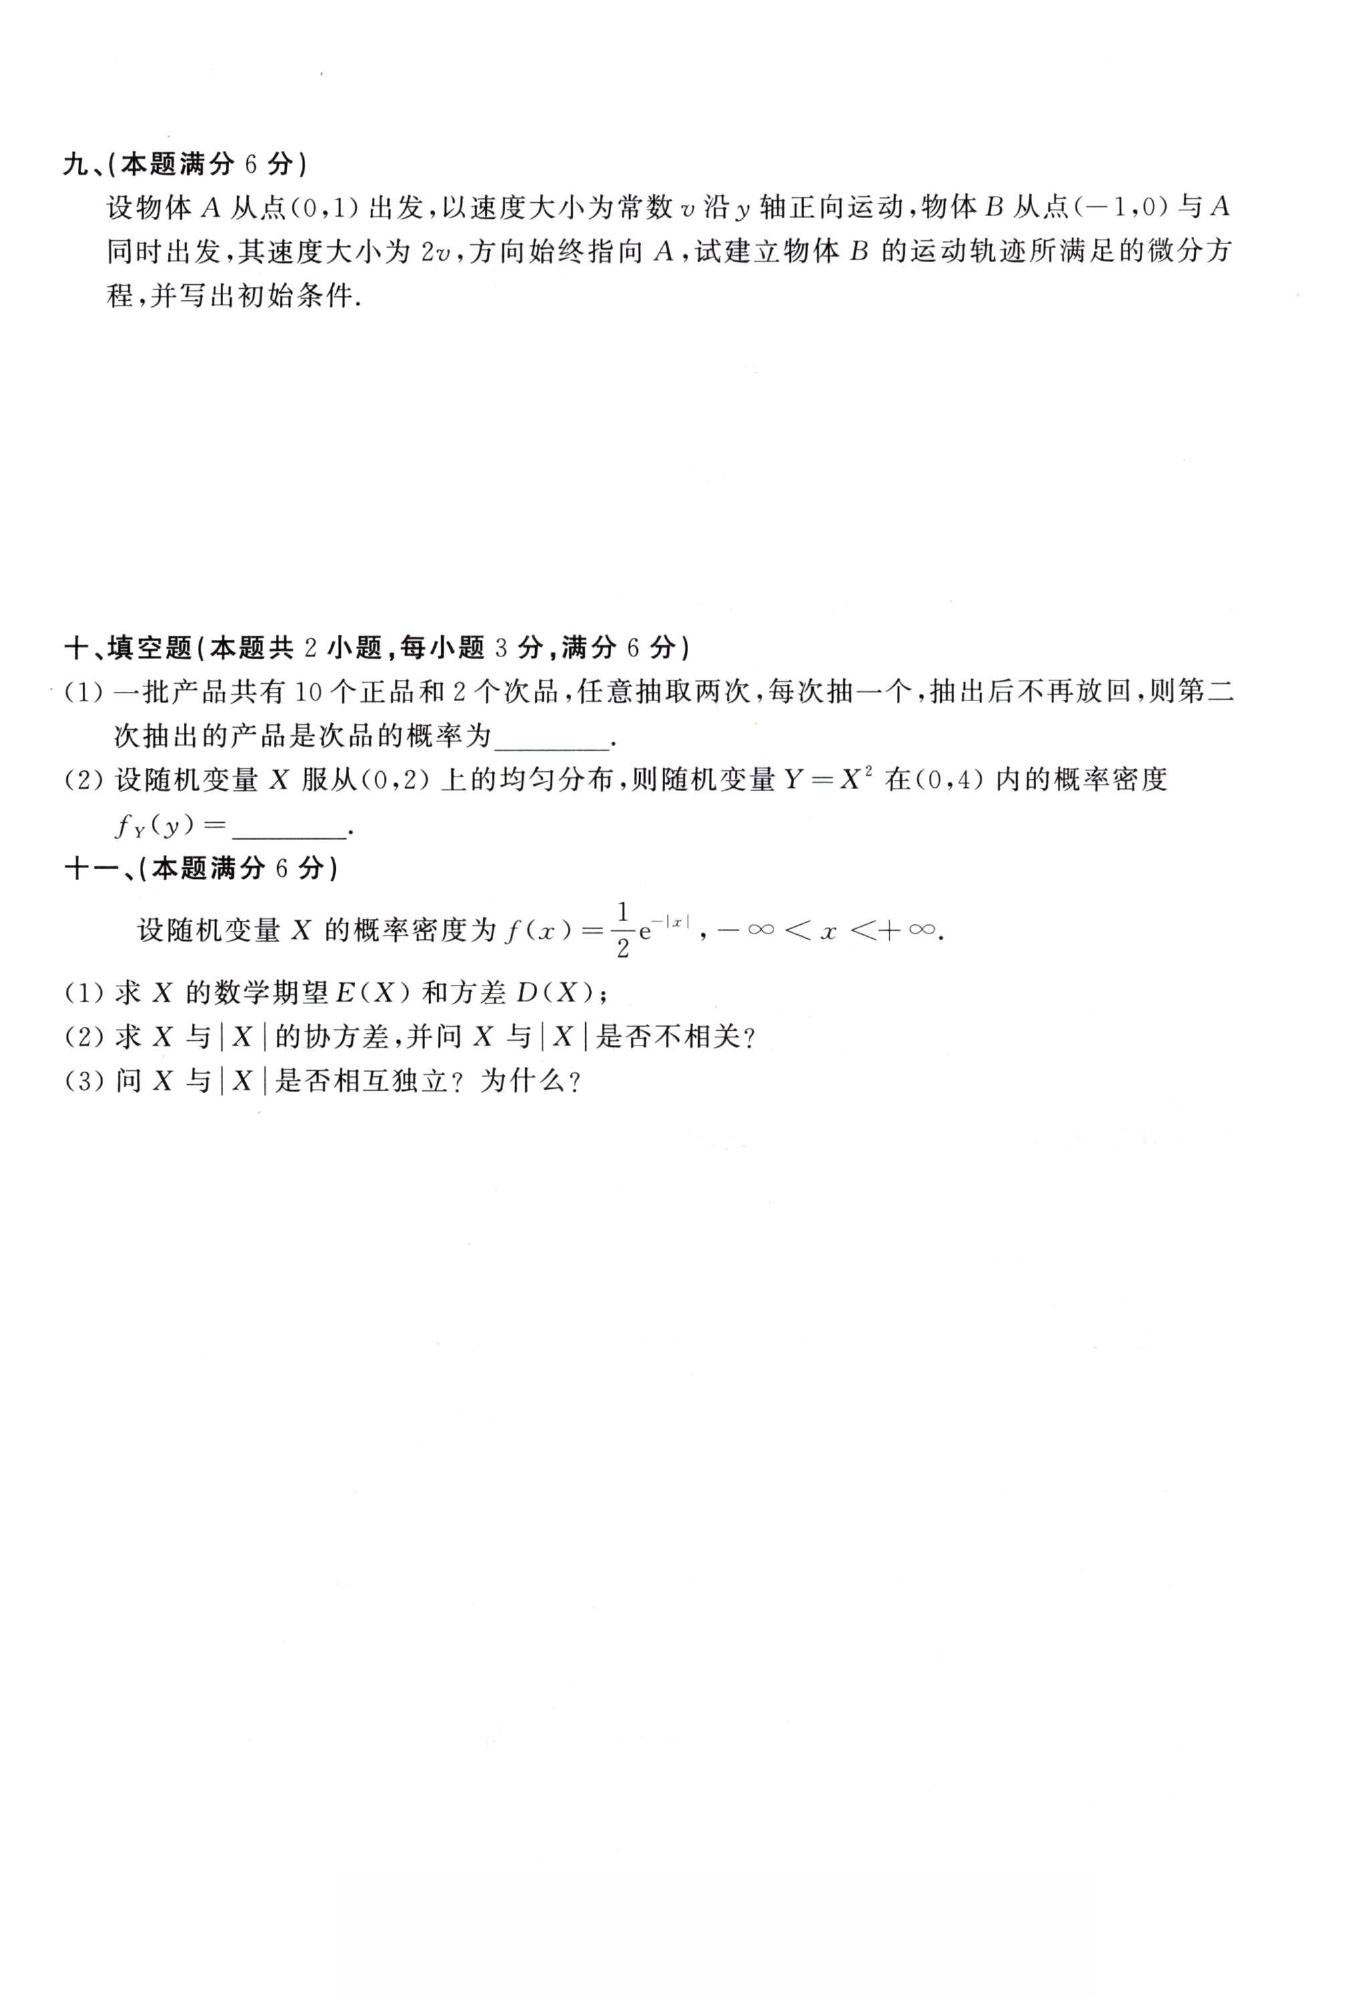 九、(本题满分 6 分)
设物体 A 从点(0,1)出发,以速度大小为常数 v 沿 y 轴正向运动,物体 B 从点(−1,0)与 A
同时出发,其速度大小为 2v,方向始终指向 A,试建立物体 B 的运动轨迹所满足的微分方
程,并写出初始条件.
十、填空题(本题共 2 小题,每小题 3 分,满分 6 分)
(1) 一批产品共有 10 个正品和 2 个次品,任意抽取两次,每次抽一个,抽出后不再放回,则第二
次抽出的产品是次品的概率为________.
(2) 设随机变量 X 服从(0,2)上的均匀分布,则随机变量 Y=X² 在(0,4)内的概率密度
f_Y(y)=________.
十一、(本题满分 6 分)
设随机变量 X 的概率密度为 f(x)=1/2 e^{−|x|},−∞<x<+∞.
(1) 求 X 的数学期望 E(X) 和方差 D(X);
(2) 求 X 与|X|的协方差,并问 X 与|X|是否不相关?
(3) 问 X 与|X|是否相互独立? 为什么?